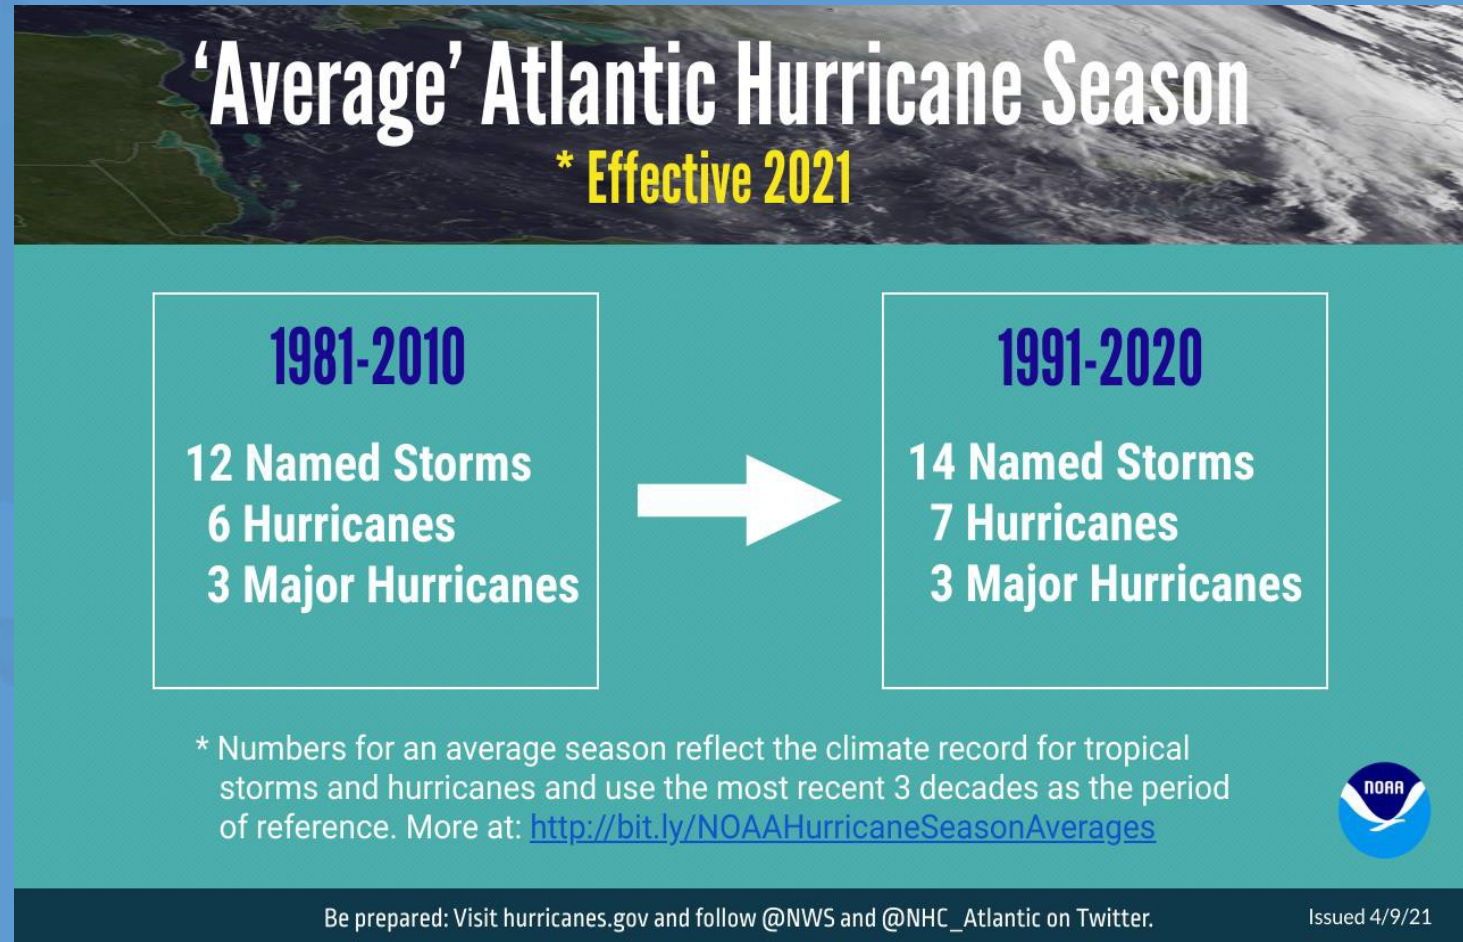 ‘Average’ Atlantic Hurricane Season
* Effective 2021
1981-2010
12 Named Storms
6 Hurricanes
3 Major Hurricanes
1991-2020
14 Named Storms
7 Hurricanes
3 Major Hurricanes
* Numbers for an average season reflect the climate record for tropical
storms and hurricanes and use the most recent 3 decades as the period
of reference. More at: http://bit.ly/NOAAHurricaneSeasonAverages
NOAA
Be prepared: Visit hurricanes.gov and follow @NWS and @NHC_Atlantic on Twitter.
Issued 4/9/21